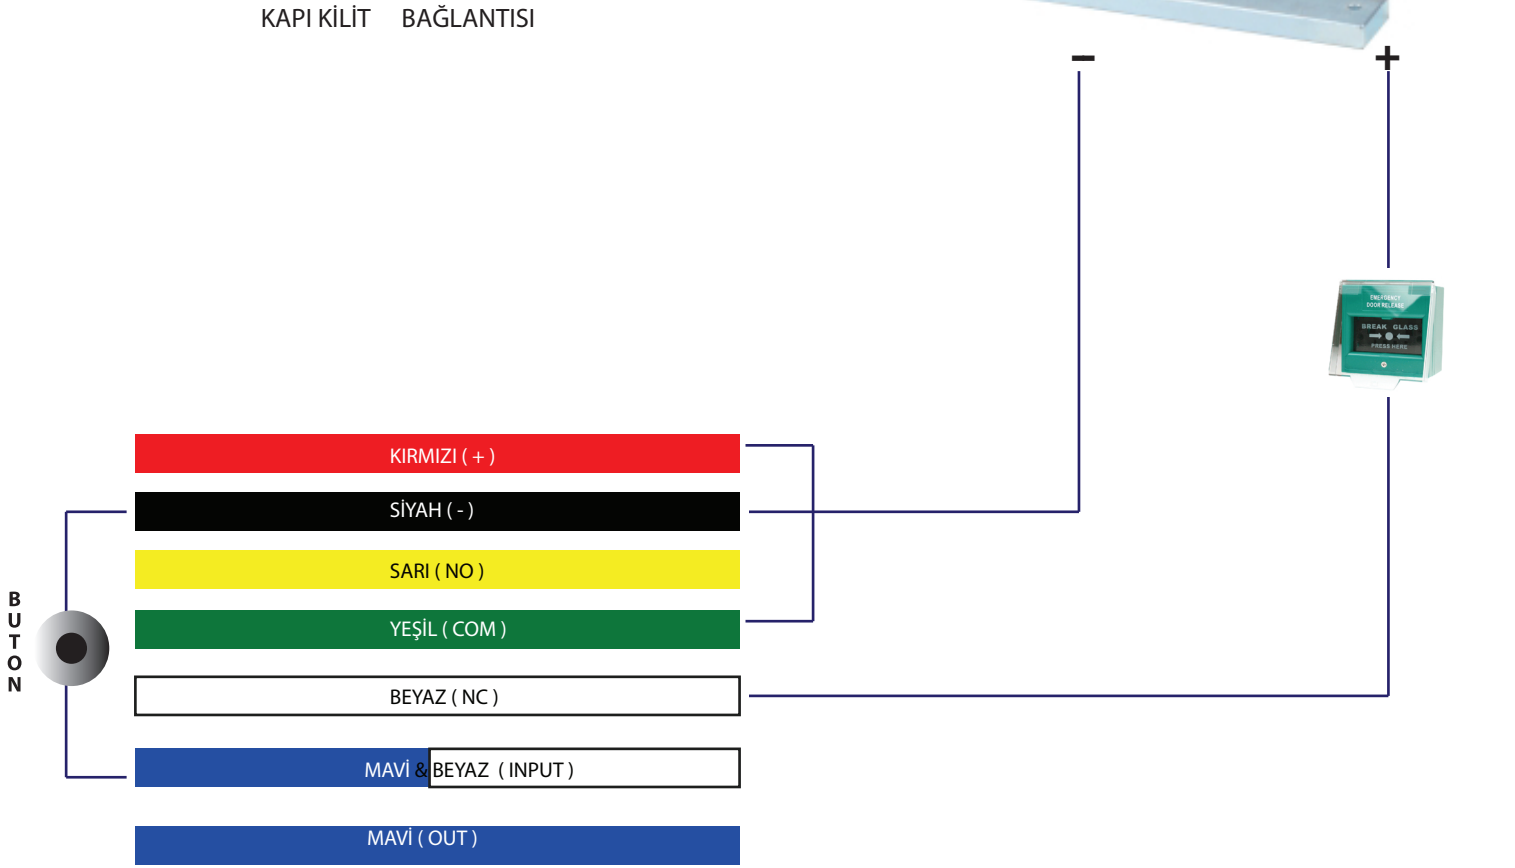 KAPI KİLİT BAĞLANTISI
− +
EMERGENCY
DOOR RELEASE
BREAK GLASS
PRESS HERE
KIRMIZI ( + )
SİYAH ( - )
SARI ( NO )
YEŞİL ( COM )
BEYAZ ( NC )
MAVİ & BEYAZ ( INPUT )
MAVİ ( OUT )
BUTON